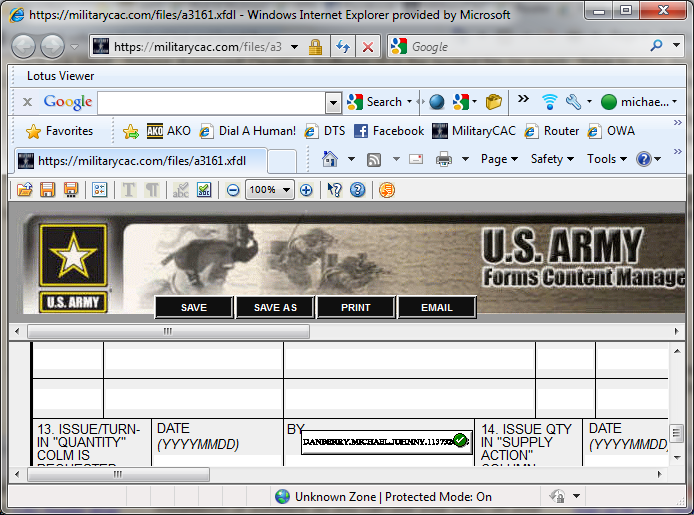 https://militarycac.com/files/a3161.xfdl - Windows Internet Explorer provided by Microsoft
https://militarycac.com/files/a3
Google
Lotus Viewer
x Google Search michae...
Favorites AKO Dial A Human! DTS Facebook MilitaryCAC Router OWA
https://militarycac.com/files/a3161.xfdl
Page Safety Tools
T ¶ abc abc 100%
U.S. ARMY
Forms Content Manage
U.S. ARMY
SAVE SAVE AS PRINT EMAIL
13. ISSUE/TURN-IN "QUANTITY" COLM IS REQUESTED
DATE
(YYYYMMDD)
BY
DANBERRY.MICHAEL.JOHNNY.
14. ISSUE QTY IN "SUPPLY ACTION" COLUMN
DATE
(YYYYMMDD)
Unknown Zone | Protected Mode: On